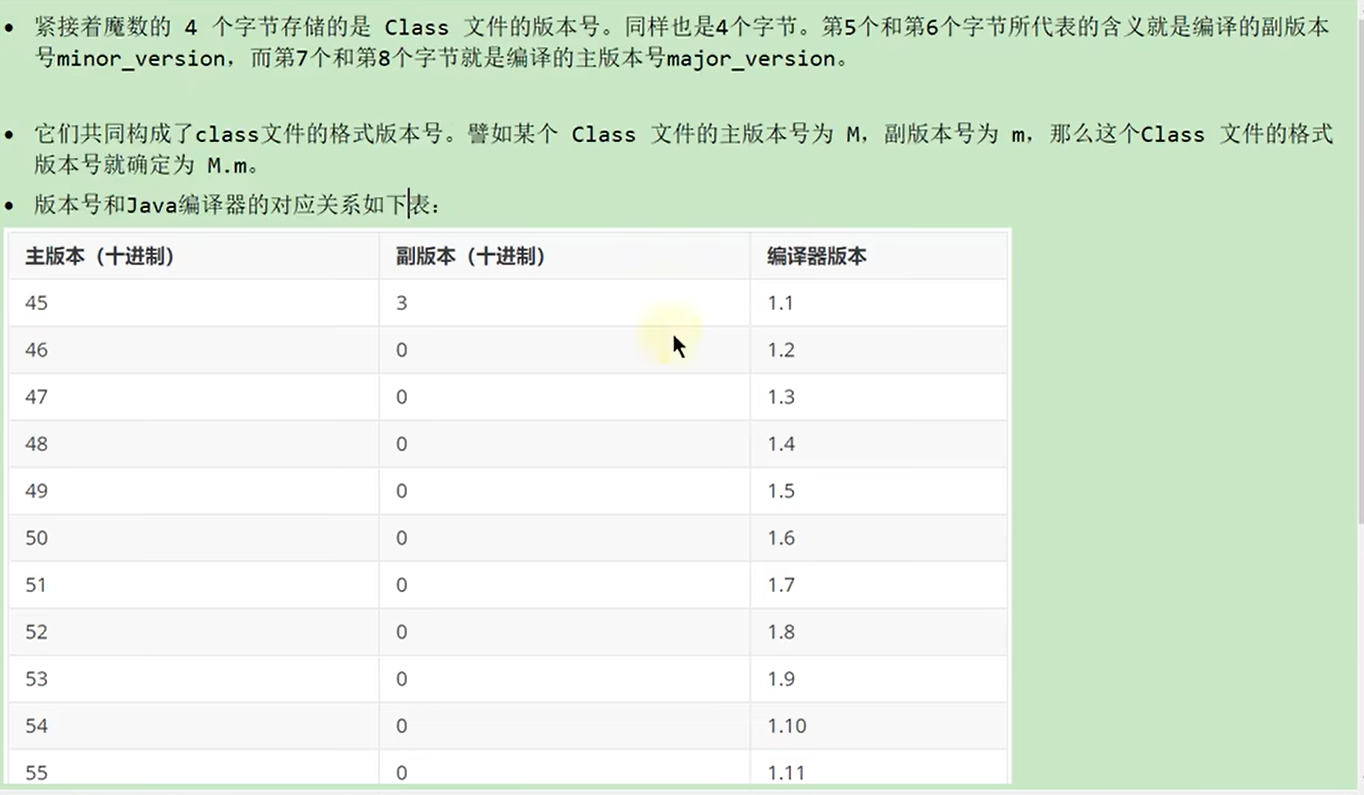 紧接着魔数的 4 个字节存储的是 Class 文件的版本号。同样也是4个字节。第5个和第6个字节所代表的含义就是编译的副版本
号minor_version，而第7个和第8个字节就是编译的主版本号major_version。
它们共同构成了class文件的格式版本号。譬如某个 Class 文件的主版本号为 M，副版本号为 m，那么这个Class 文件的格式
版本号就确定为 M.m。
版本号和Java编译器的对应关系如下表：
主版本（十进制） 副版本（十进制） 编译器版本
45 3 1.1
46 0 1.2
47 0 1.3
48 0 1.4
49 0 1.5
50 0 1.6
51 0 1.7
52 0 1.8
53 0 1.9
54 0 1.10
55 0 1.11